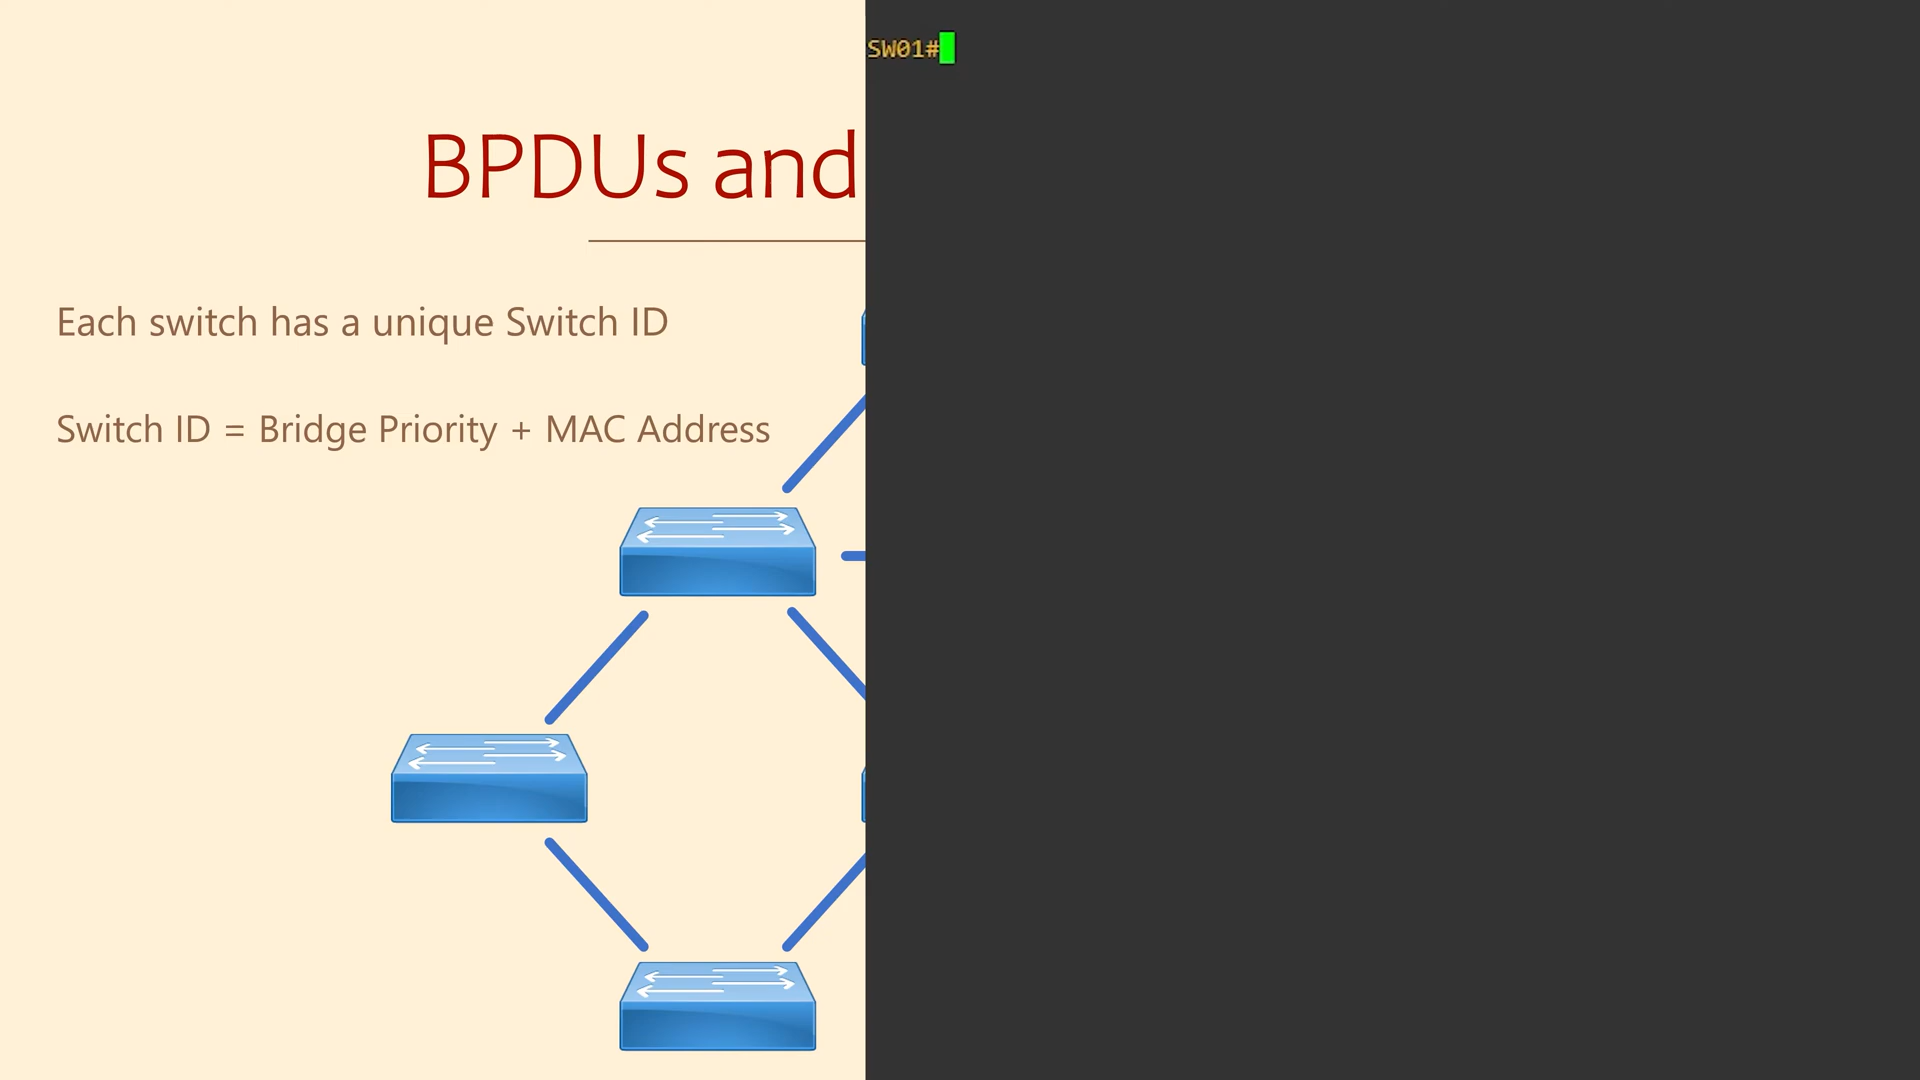 SW01#
BPDUs and
Each switch has a unique Switch ID
Switch ID = Bridge Priority + MAC Address